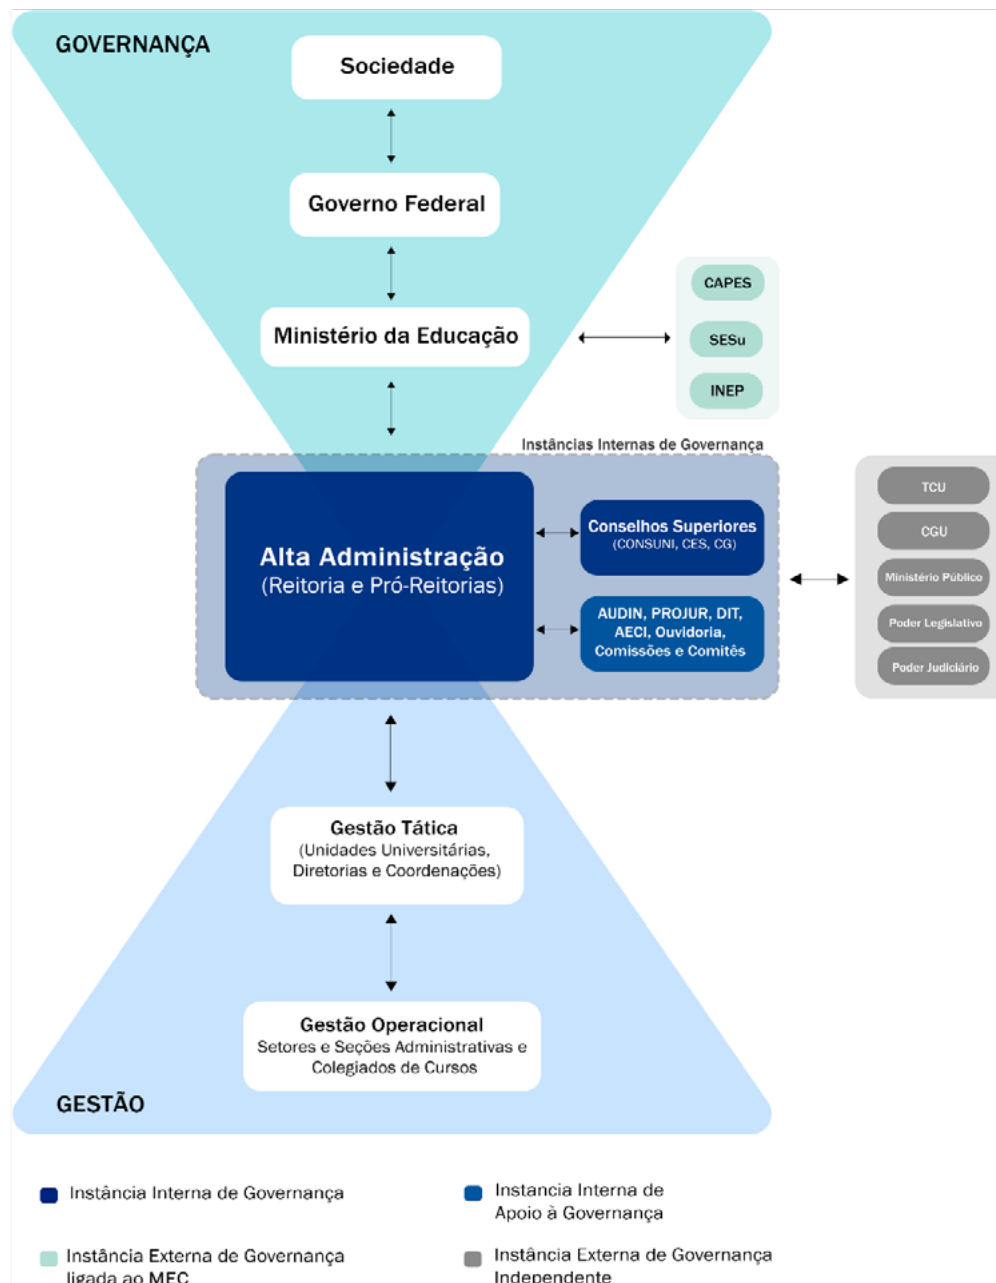 GOVERNANÇA
Sociedade
Governo Federal
Ministério da Educação
CAPES
SESu
INEP
Instâncias Internas de Governança
Alta Administração
(Reitoria e Pró-Reitorias)
Conselhos Superiores
(CONSUNI, CES, CG)
AUDIN, PROJUR, DIT,
AECI, Ouvidoria,
Comissões e Comitês
TCU
CGU
Ministério Público
Poder Legislativo
Poder Judiciário
Gestão Tática
(Unidades Universitárias,
Diretorias e Coordenações)
Gestão Operacional
Setores e Seções Administrativas e
Colegiados de Cursos
GESTÃO
Instância Interna de Governança
Instancia Interna de
Apoio à Governança
Instância Externa de Governança
ligada ao MEC
Instância Externa de Governança
Independente